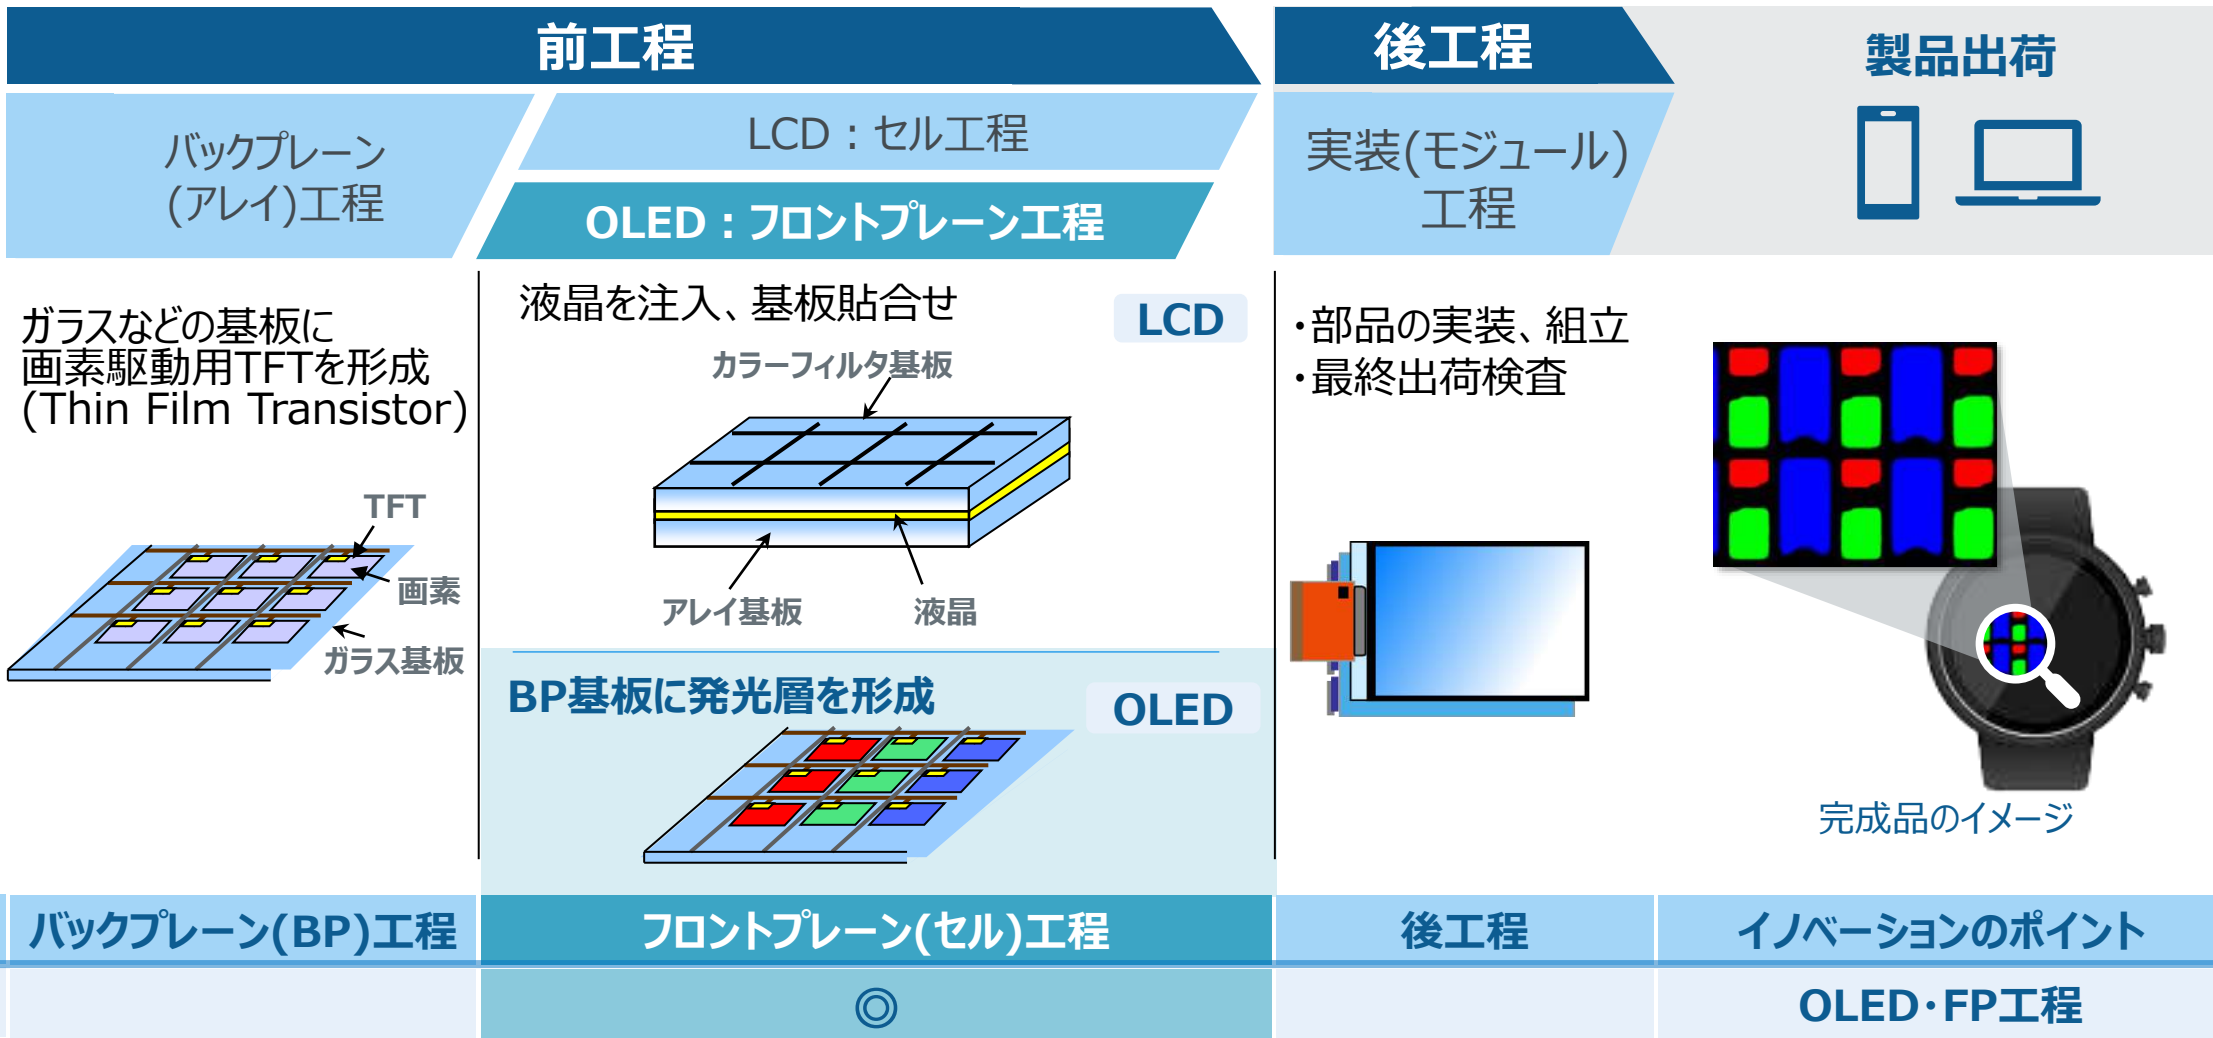 前工程
後工程
製品出荷
バックプレーン
(アレイ)工程
LCD：セル工程
OLED：フロントプレーン工程
実装(モジュール)
工程
ガラスなどの基板に
画素駆動用TFTを形成
(Thin Film Transistor)
TFT
画素
ガラス基板
液晶を注入、基板貼合せ
LCD
カラーフィルタ基板
アレイ基板
液晶
BP基板に発光層を形成
OLED
・部品の実装、組立
・最終出荷検査
完成品のイメージ
バックプレーン(BP)工程
フロントプレーン(セル)工程
後工程
イノベーションのポイント
◎
OLED・FP工程